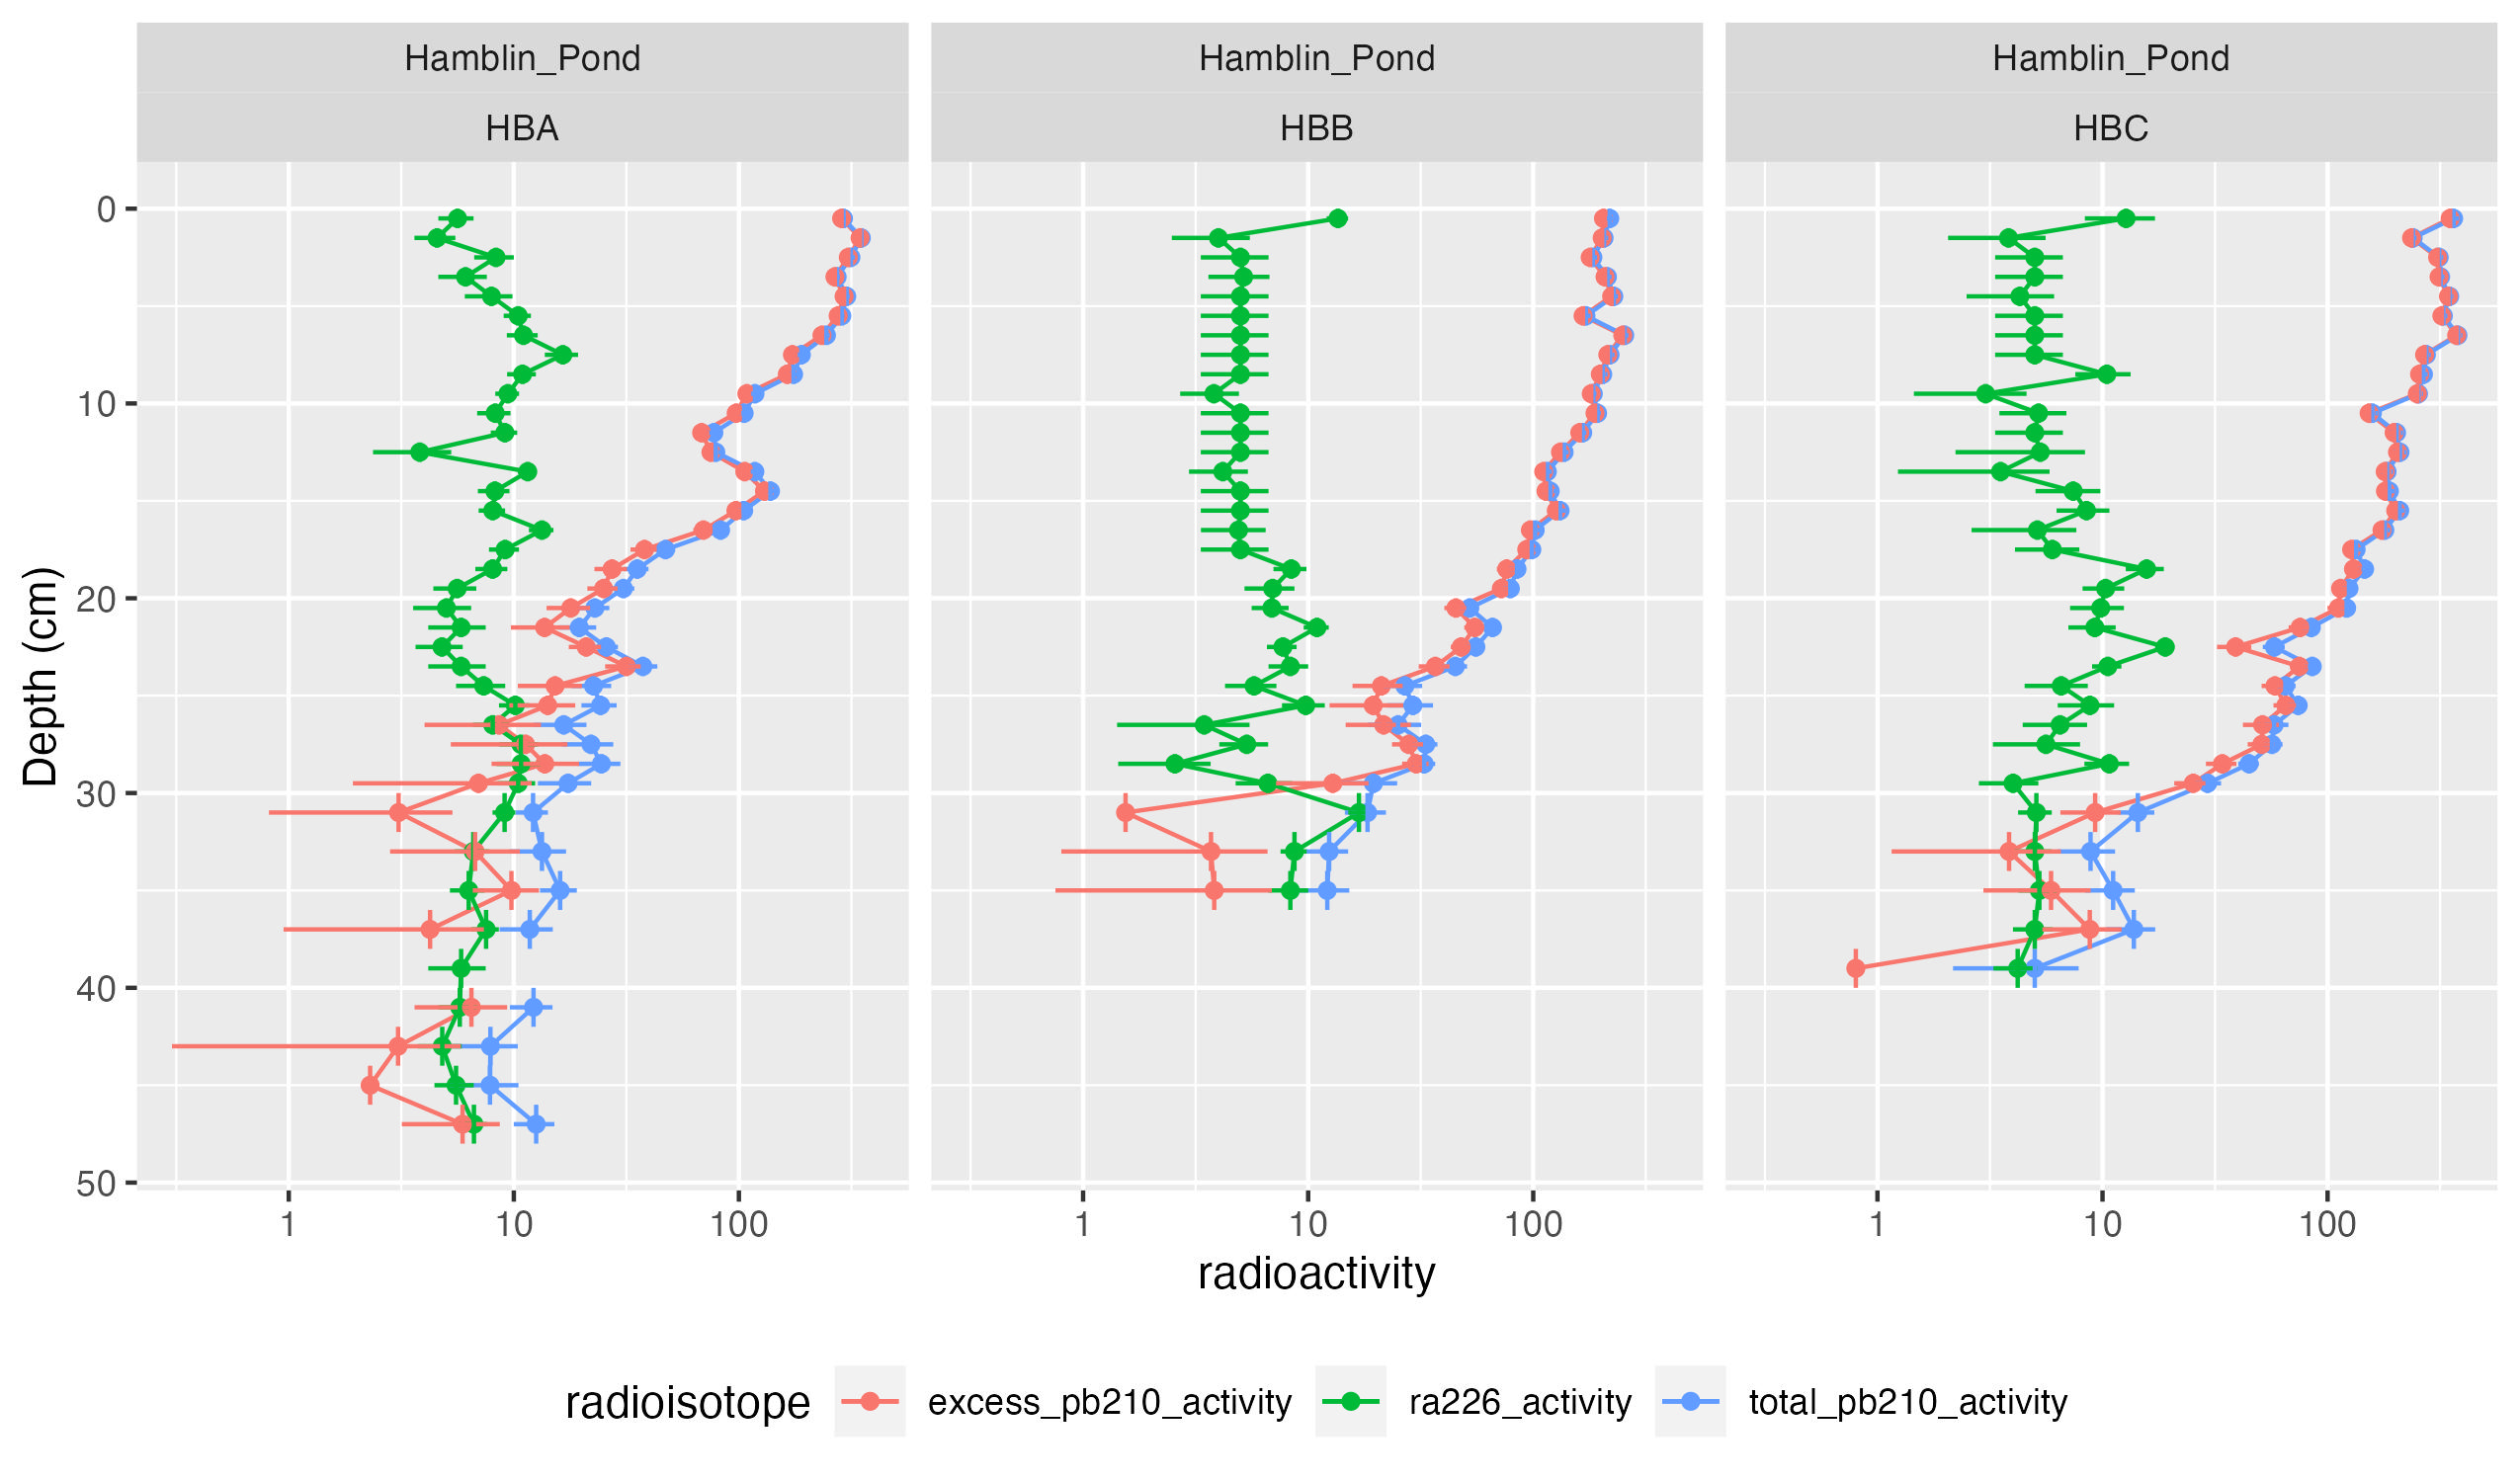 Hamblin_Pond Hamblin_Pond Hamblin_Pond
HBA HBB HBC
Depth (cm)
0
10
20
30
40
50
1 10 100 1 10 100 1 10 100
radioactivity
radioisotope excess_pb210_activity ra226_activity total_pb210_activity